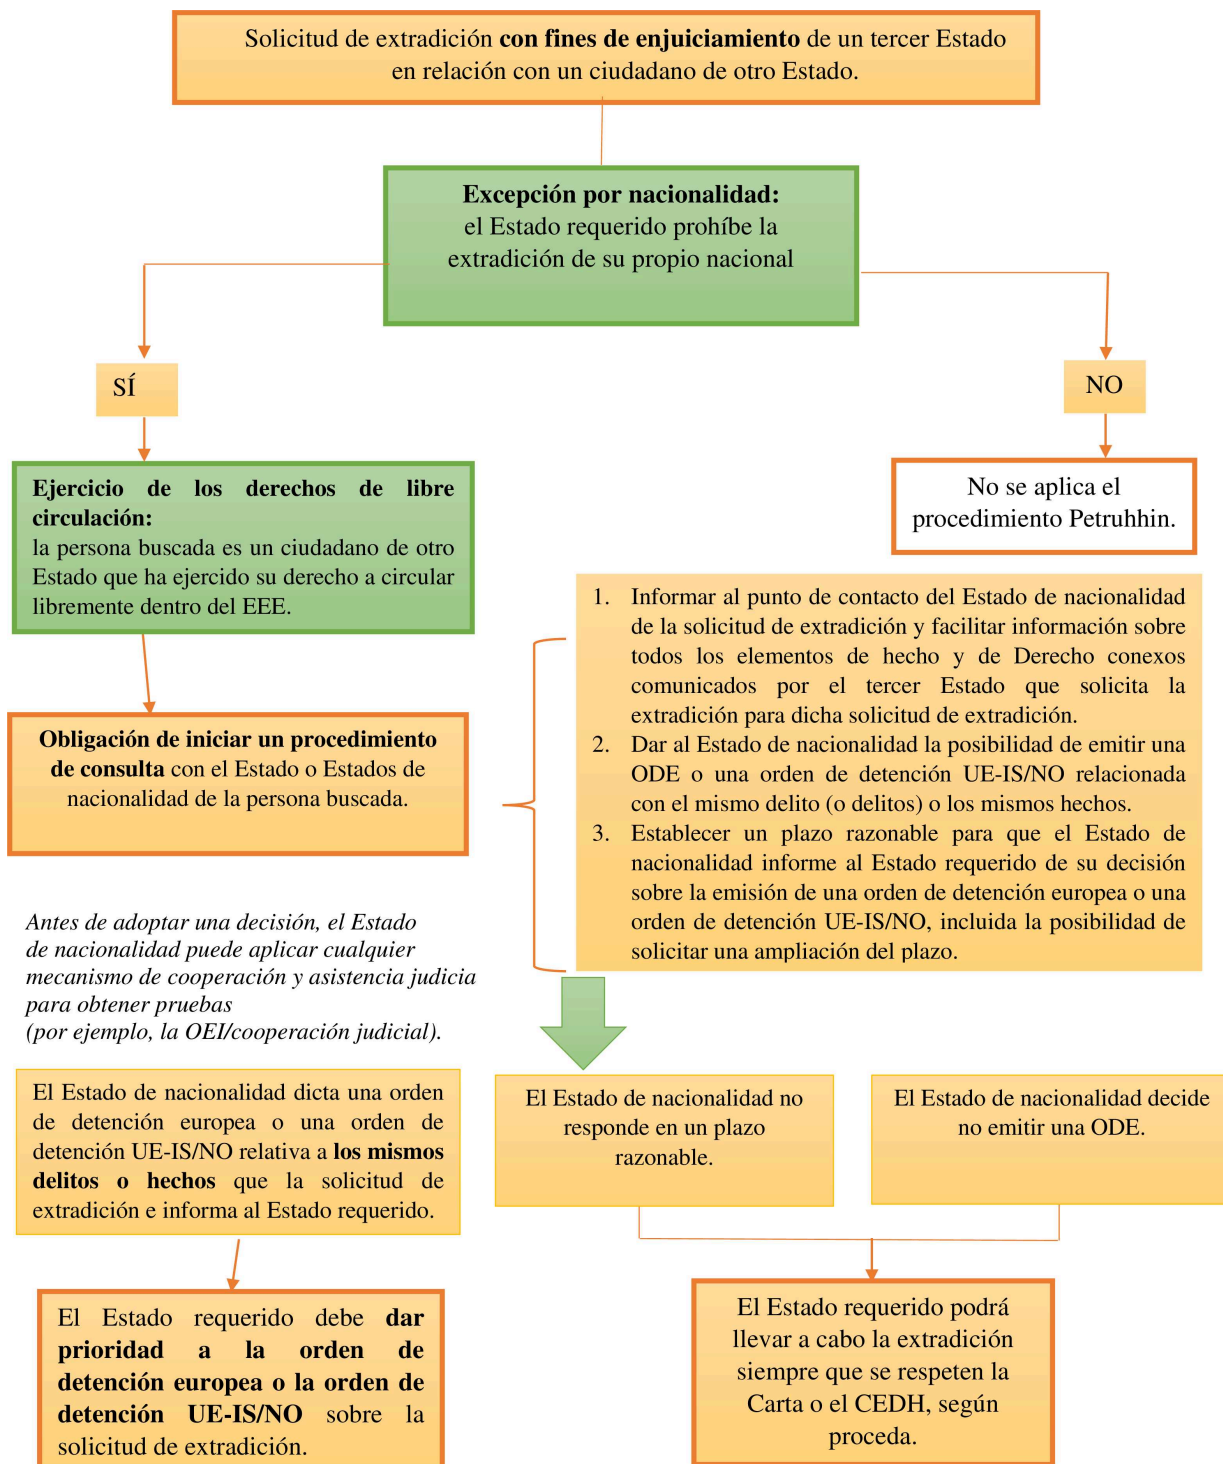 Solicitud de extradición con fines de enjuiciamiento de un tercer Estado
en relación con un ciudadano de otro Estado.
Excepción por nacionalidad:
el Estado requerido prohíbe la
extradición de su propio nacional
SÍ
NO
Ejercicio de los derechos de libre
circulación:
la persona buscada es un ciudadano de otro
Estado que ha ejercido su derecho a circular
libremente dentro del EEE.
No se aplica el
procedimiento Petruhhin.
Obligación de iniciar un procedimiento
de consulta con el Estado o Estados de
nacionalidad de la persona buscada.
1. Informar al punto de contacto del Estado de nacionalidad
de la solicitud de extradición y facilitar información sobre
todos los elementos de hecho y de Derecho conexos
comunicados por el tercer Estado que solicita la
extradición para dicha solicitud de extradición.
2. Dar al Estado de nacionalidad la posibilidad de emitir una
ODE o una orden de detención UE-IS/NO relacionada
con el mismo delito (o delitos) o los mismos hechos.
3. Establecer un plazo razonable para que el Estado de
nacionalidad informe al Estado requerido de su decisión
sobre la emisión de una orden de detención europea o una
orden de detención UE-IS/NO, incluida la posibilidad de
solicitar una ampliación del plazo.
Antes de adoptar una decisión, el Estado
de nacionalidad puede aplicar cualquier
mecanismo de cooperación y asistencia judicia
para obtener pruebas
(por ejemplo, la OEI/cooperación judicial).
El Estado de nacionalidad dicta una orden
de detención europea o una orden de
detención UE-IS/NO relativa a los mismos
delitos o hechos que la solicitud de
extradición e informa al Estado requerido.
El Estado de nacionalidad no
responde en un plazo
razonable.
El Estado de nacionalidad decide
no emitir una ODE.
El Estado requerido debe dar
prioridad a la orden de
detención europea o la orden de
detención UE-IS/NO sobre la
solicitud de extradición.
El Estado requerido podrá
llevar a cabo la extradición
siempre que se respeten la
Carta o el CEDH, según
proceda.